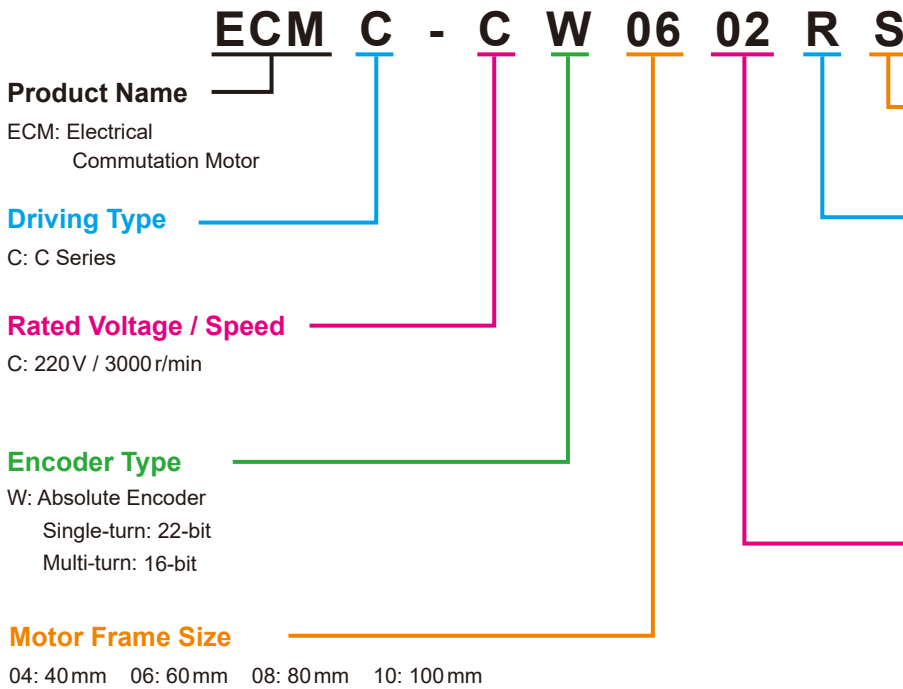 ECM C - C W 06 02 R S
Product Name
ECM: Electrical
Commutation Motor
Driving Type
C: C Series
Rated Voltage / Speed
C: 220V / 3000r/min
Encoder Type
W: Absolute Encoder
Single-turn: 22-bit
Multi-turn: 16-bit
Motor Frame Size
04: 40mm 06: 60mm 08: 80mm 10: 100mm